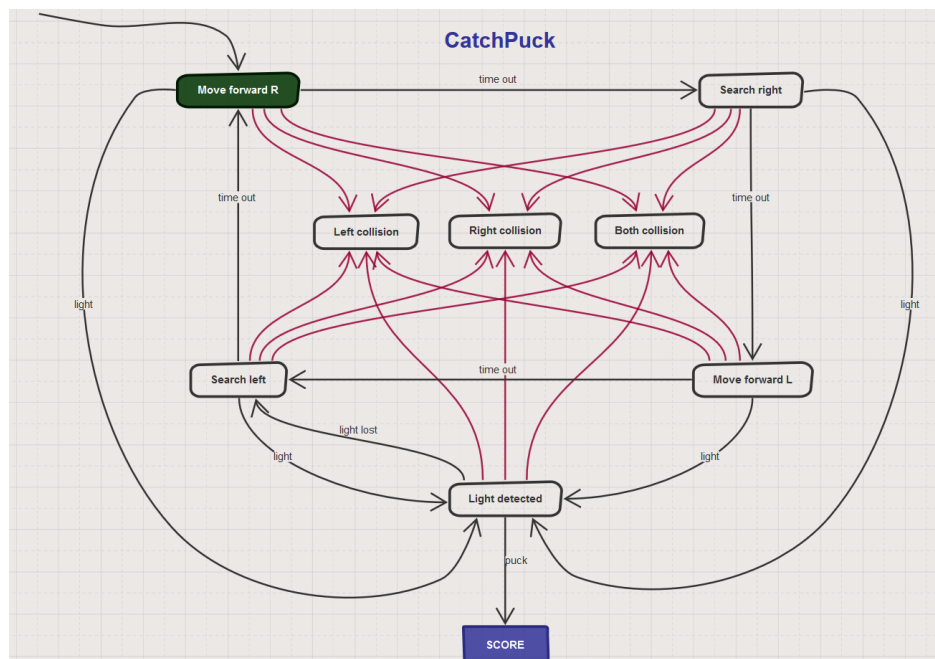 CatchPuck
Move forward R
time out
Search right
time out
time out
Left collision
Right collision
Both collision
light
light
Search left
time out
Move forward L
light lost
light
light
Light detected
puck
SCORE